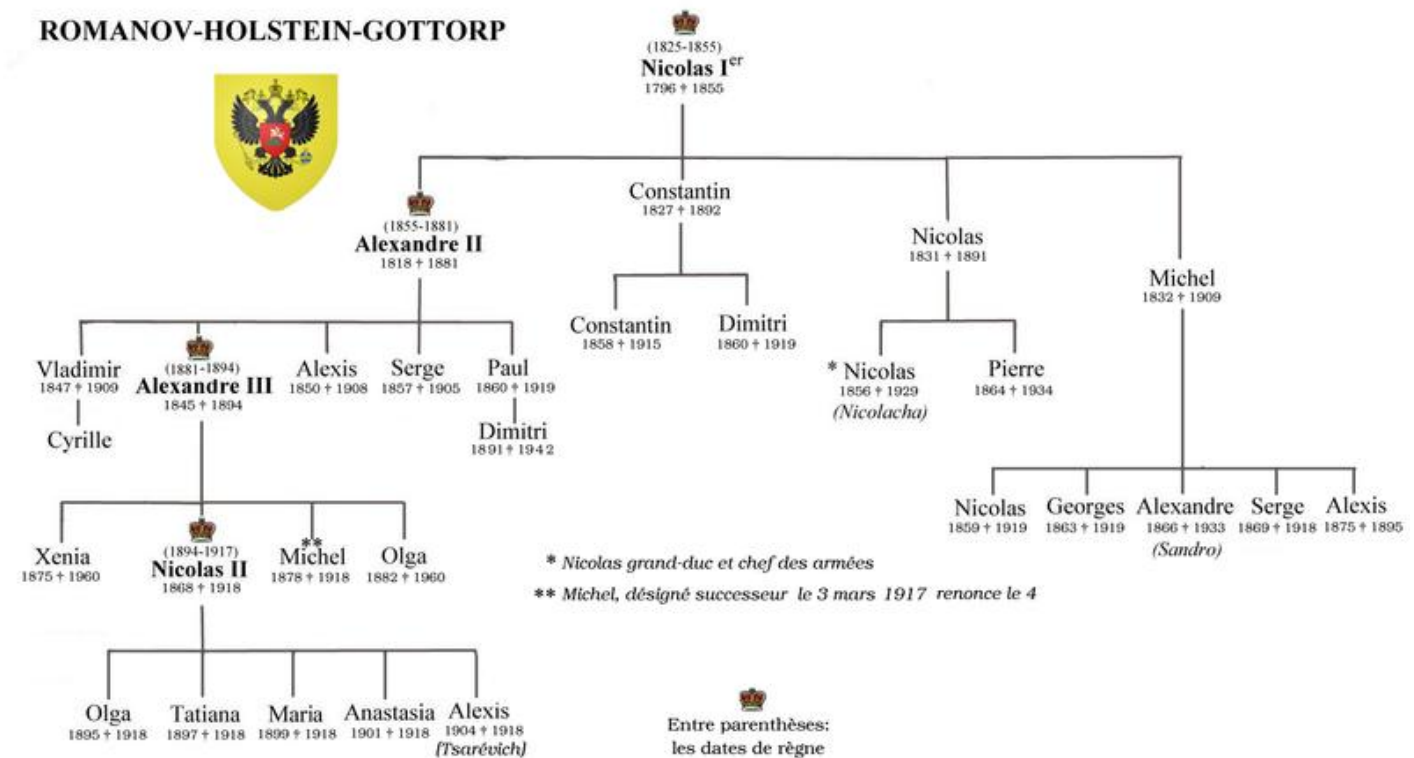 ROMANOV-HOLSTEIN-GOTTORP
(1825-1855)
Nicolas Ier
1796 † 1855
(1855-1881)
Alexandre II
1818 † 1881
Constantin
1827 † 1892
Nicolas
1831 † 1891
Michel
1832 † 1909
Vladimir
1847 † 1909
Cyrille
(1881-1894)
Alexandre III
1845 † 1894
Alexis
1850 † 1908
Serge
1857 † 1905
Paul
1860 † 1919
Dimitri
1891 † 1942
Constantin
1858 † 1915
Dimitri
1860 † 1919
* Nicolas
1856 † 1929
(Nicolacha)
Pierre
1864 † 1934
Nicolas
1859 † 1919
Georges
1863 † 1919
Alexandre
1866 † 1933
(Sandro)
Serge
1869 † 1918
Alexis
1875 † 1895
Xenia
1875 † 1960
(1894-1917)
Nicolas II
1868 † 1918
**
Michel
1878 † 1918
Olga
1882 † 1960
* Nicolas grand-duc et chef des armées
** Michel, désigné successeur le 3 mars 1917 renonce le 4
Olga
1895 † 1918
Tatiana
1897 † 1918
Maria
1899 † 1918
Anastasia
1901 † 1918
Alexis
1904 † 1918
(Tsarévich)
Entre parenthèses:
les dates de règne